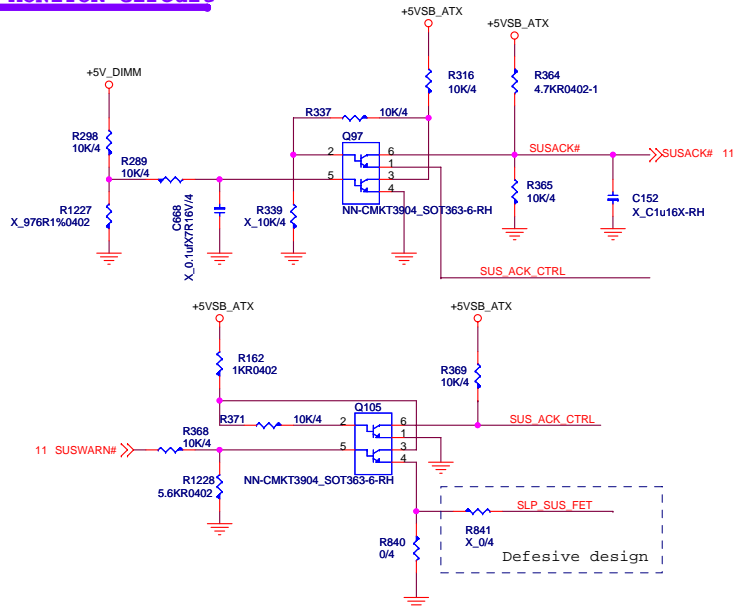 +5VSB_ATX
+5VSB_ATX
+5V_DIMM
R316
10K/4
R364
4.7KR0402-1
R337
10K/4
R298
10K/4
Q97
R289
10K/4
2
6
1
5
3
4
SUSACK#
SUSACK# 11
R1227
X_976R1%0402
C668
X_0.1ufX7R16V/4
R339
X_10K/4
NN-CMKT3904_SOT363-6-RH
R365
10K/4
C152
X_C1u16X-RH
SUS_ACK_CTRL
+5VSB_ATX
+5VSB_ATX
R162
1KR0402
R369
10K/4
Q105
R371
10K/4
2
6
1
5
3
4
SUS_ACK_CTRL
11 SUSWARN#
R368
10K/4
R1228
5.6KR0402
NN-CMKT3904_SOT363-6-RH
SLP_SUS_FET
R841
X_0/4
R840
0/4
Defesive design